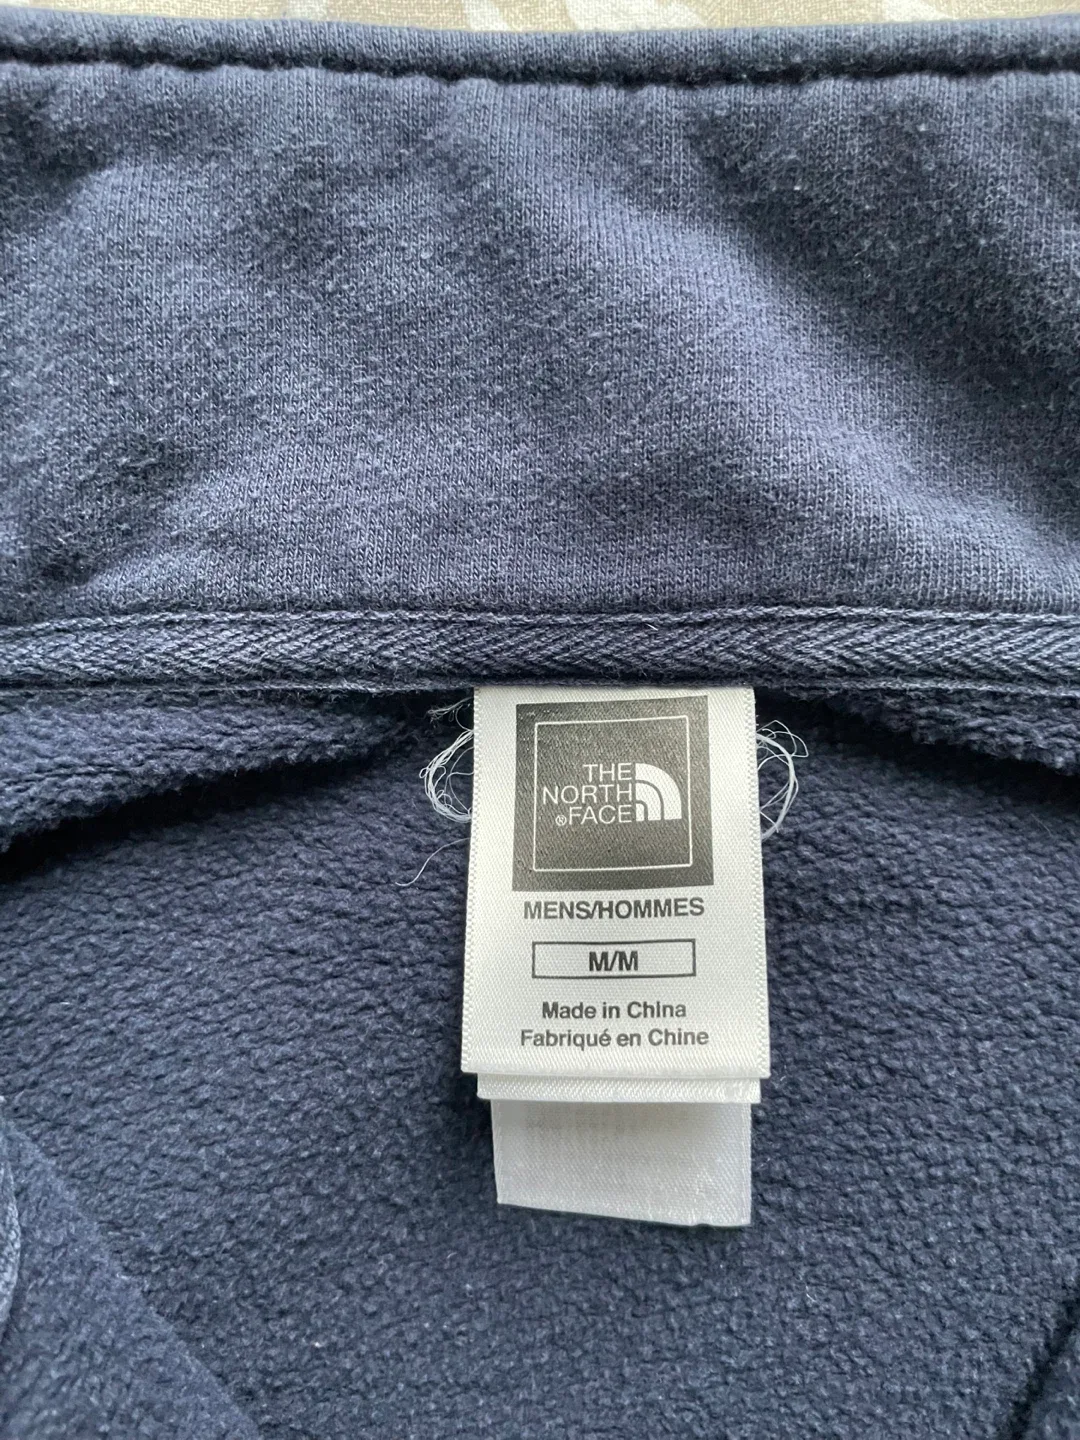 THE
NORTH
®FACE
MENS/HOMMES
M/M
Made in China
Fabriqué en Chine